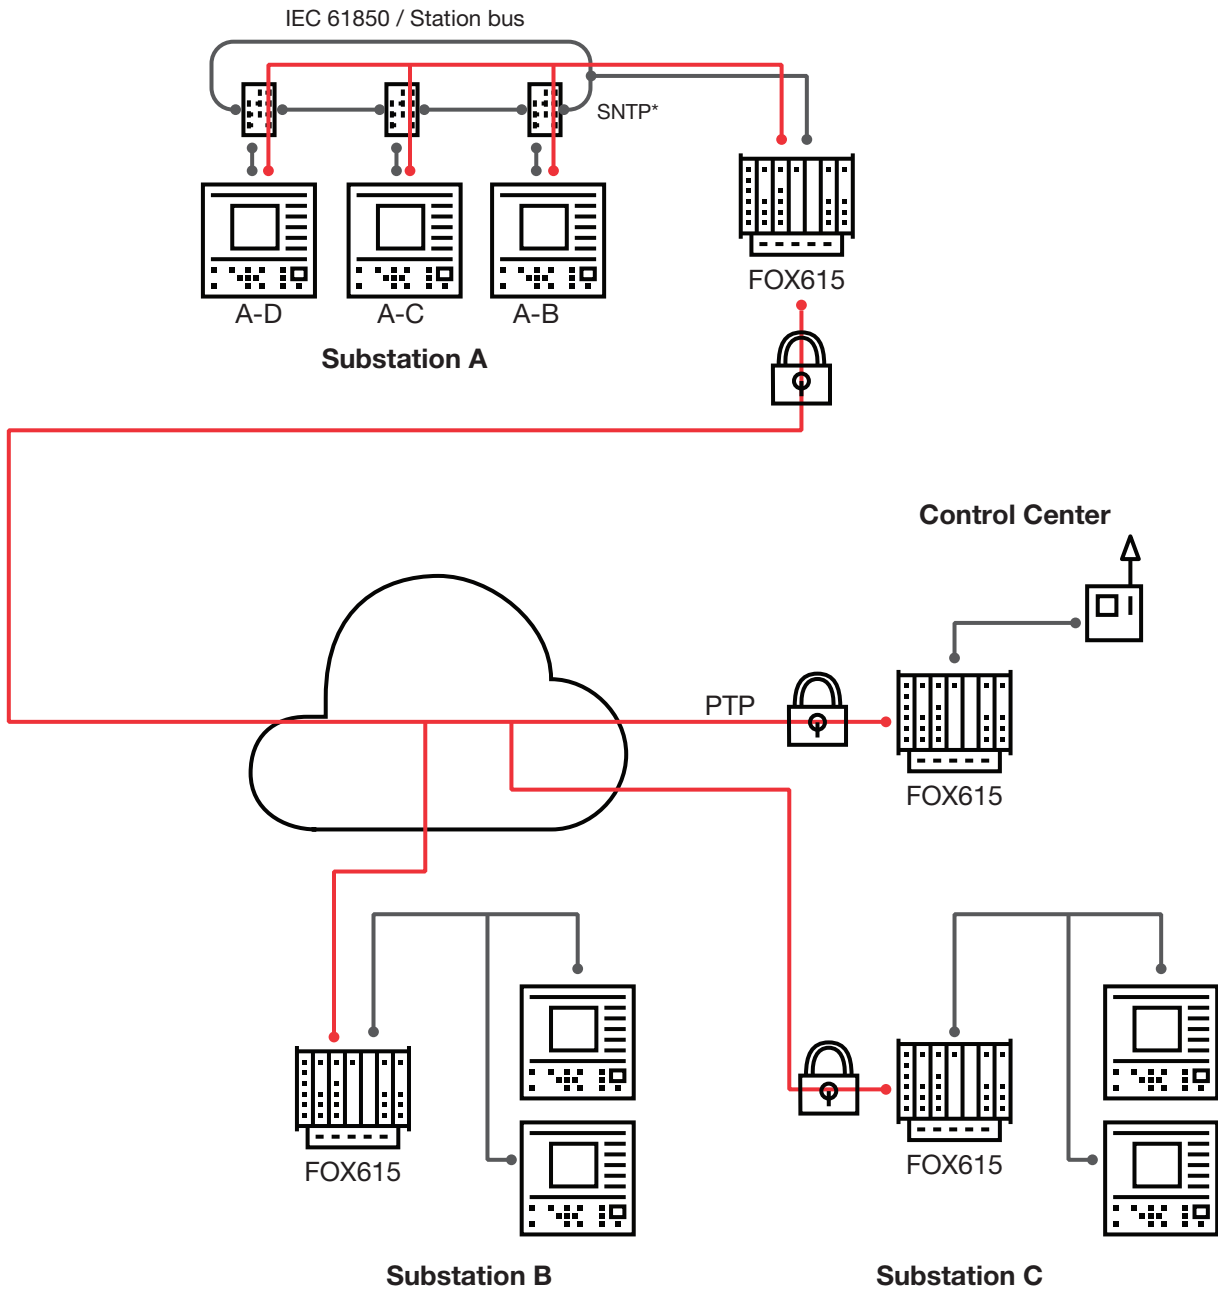 IEC 61850 / Station bus
SNTP*
FOX615
A-D
A-C
A-B
Substation A
Control Center
PTP
FOX615
FOX615
FOX615
Substation B
Substation C